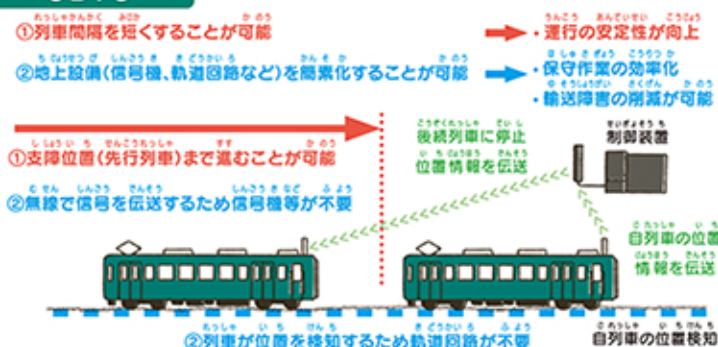 ①列車間隔を短くすることが可能
・運行の安定性が向上
②地上設備(信号機、軌道回路など)を簡素化することが可能
・保守作業の効率化
・輸送障害の削減が可能
①支障位置(先行列車)まで進むことが可能
②無線で信号を伝送するため信号機等が不要
後続列車に停止
位置情報を伝送
制御装置
自列車の位置
情報を伝送
②列車が位置を検知するため軌道回路が不要
自列車の位置検知